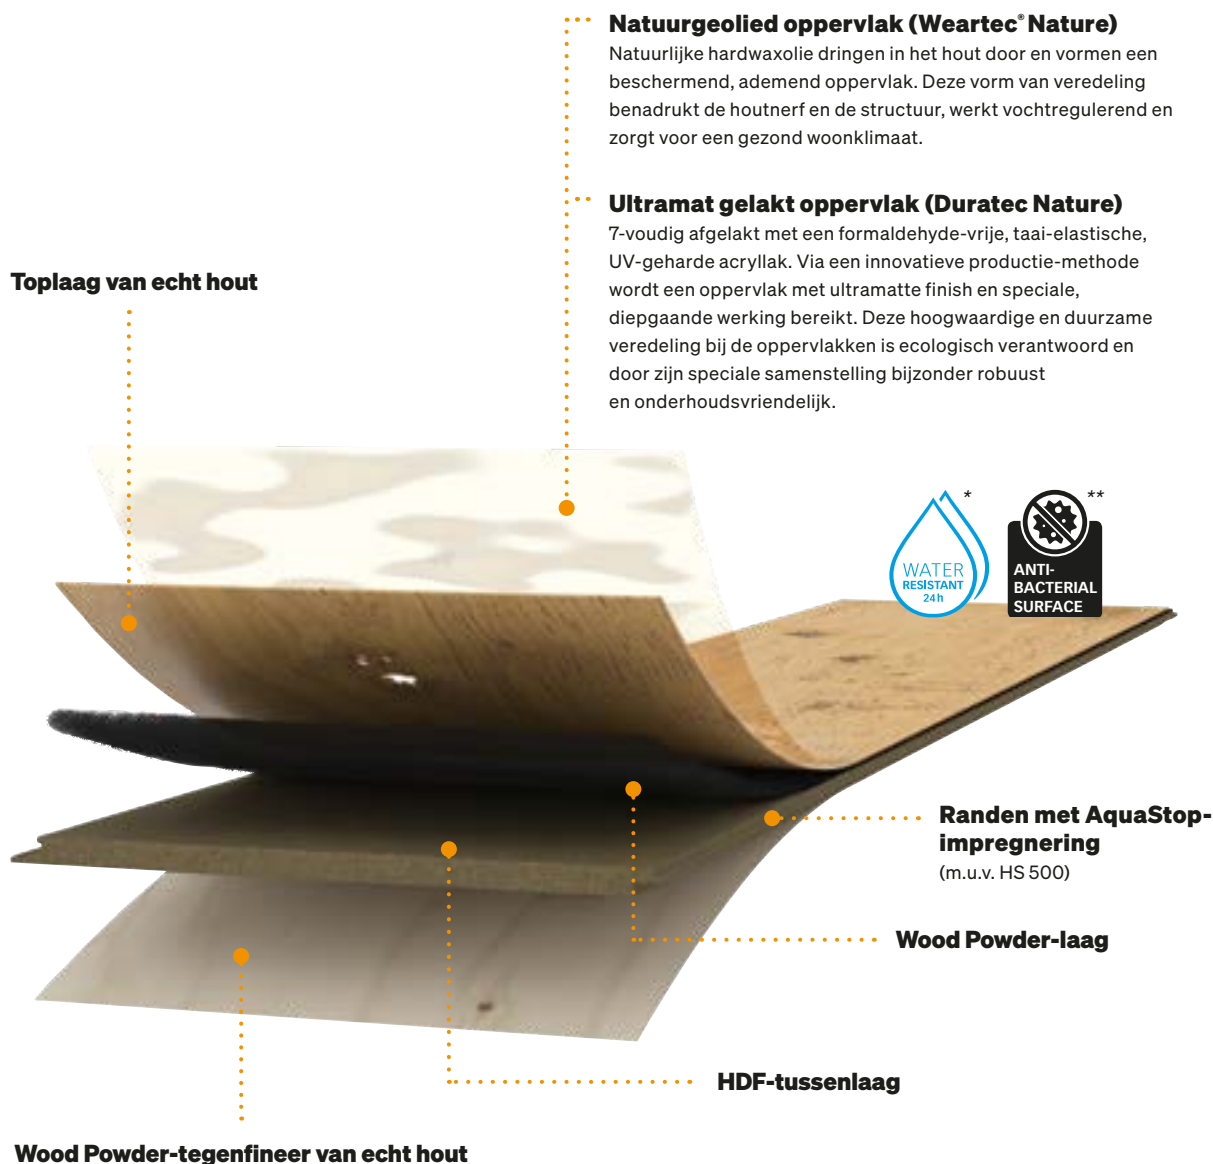 Natuurgeolied oppervlak (Weartec® Nature)
Natuurlijke hardwaxolie dringen in het hout door en vormen een
beschermend, ademend oppervlak. Deze vorm van veredeling
benadrukt de houtnerf en de structuur, werkt vochtregulerend en
zorgt voor een gezond woonklimaat.
Ultramat gelakt oppervlak (Duratec Nature)
7-voudig afgelakt met een formaldehyde-vrije, taai-elastische,
UV-geharde acryllak. Via een innovatieve productie-methode
wordt een oppervlak met ultramatte finish en speciale,
diepgaande werking bereikt. Deze hoogwaardige en duurzame
veredeling bij de oppervlakken is ecologisch verantwoord en
door zijn speciale samenstelling bijzonder robuust
en onderhoudsvriendelijk.
Toplaag van echt hout
*
WATER
RESISTANT
24h
**
ANTI-
BACTERIAL
SURFACE
Randen met AquaStop-
impregnering
(m.u.v. HS 500)
Wood Powder-laag
HDF-tussenlaag
Wood Powder-tegenfineer van echt hout